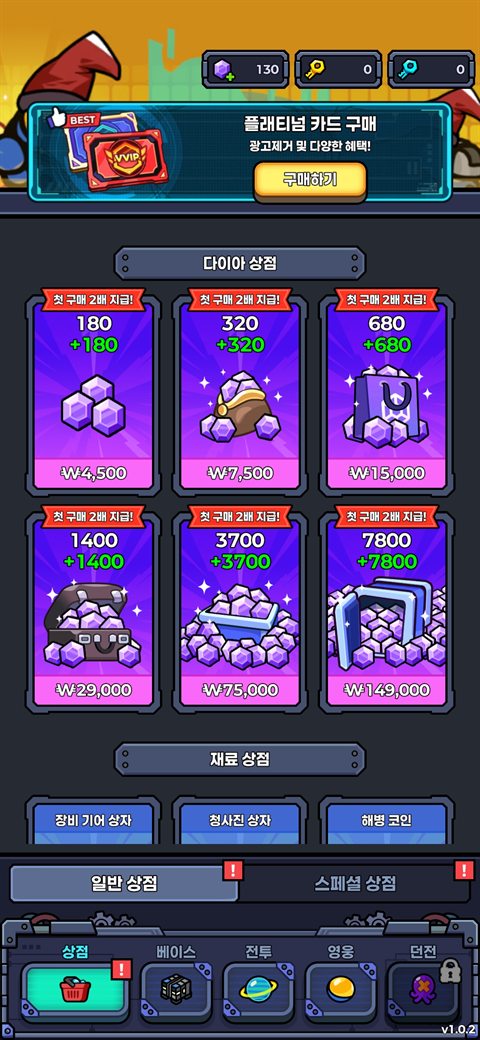 130
0
0
BEST
VVIP
플래티넘 카드 구매
광고제거 및 다양한 혜택!
구매하기
다이아 상점
첫 구매 2배 지급!
180
+180
₩4,500
첫 구매 2배 지급!
320
+320
₩7,500
첫 구매 2배 지급!
680
+680
₩15,000
첫 구매 2배 지급!
1400
+1400
₩29,000
첫 구매 2배 지급!
3700
+3700
₩75,000
첫 구매 2배 지급!
7800
+7800
₩149,000
재료 상점
장비 기어 상자
청사진 상자
해병 코인
일반 상점
!
스페셜 상점
!
상점
!
베이스
전투
영웅
던전
v1.0.2